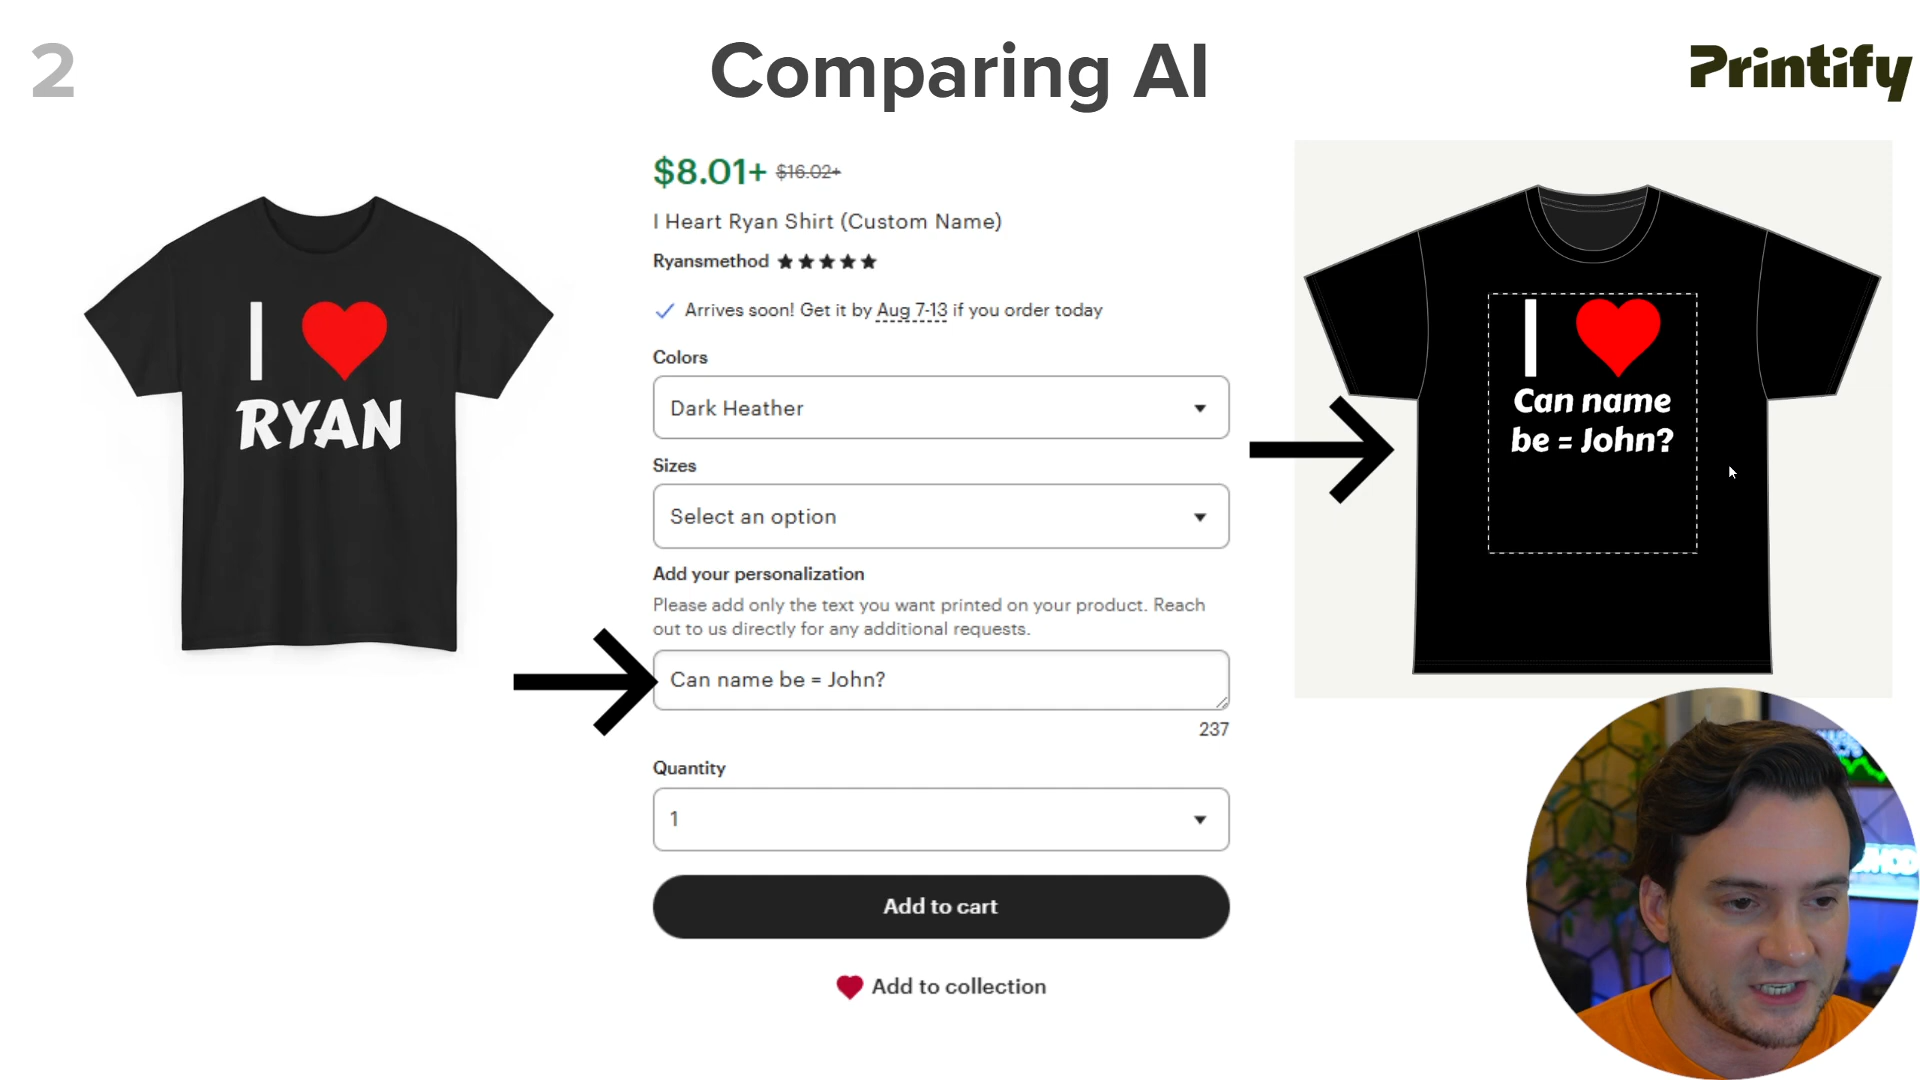 2
Comparing AI
Printify
I
RYAN
$8.01+ $16.02+
I Heart Ryan Shirt (Custom Name)
Ryansmethod
Arrives soon! Get it by Aug 7-13 if you order today
Colors
Dark Heather
Sizes
Select an option
Add your personalization
Please add only the text you want printed on your product. Reach
out to us directly for any additional requests.
Can name be = John?
237
Quantity
1
Add to cart
Add to collection
I
Can name
be = John?